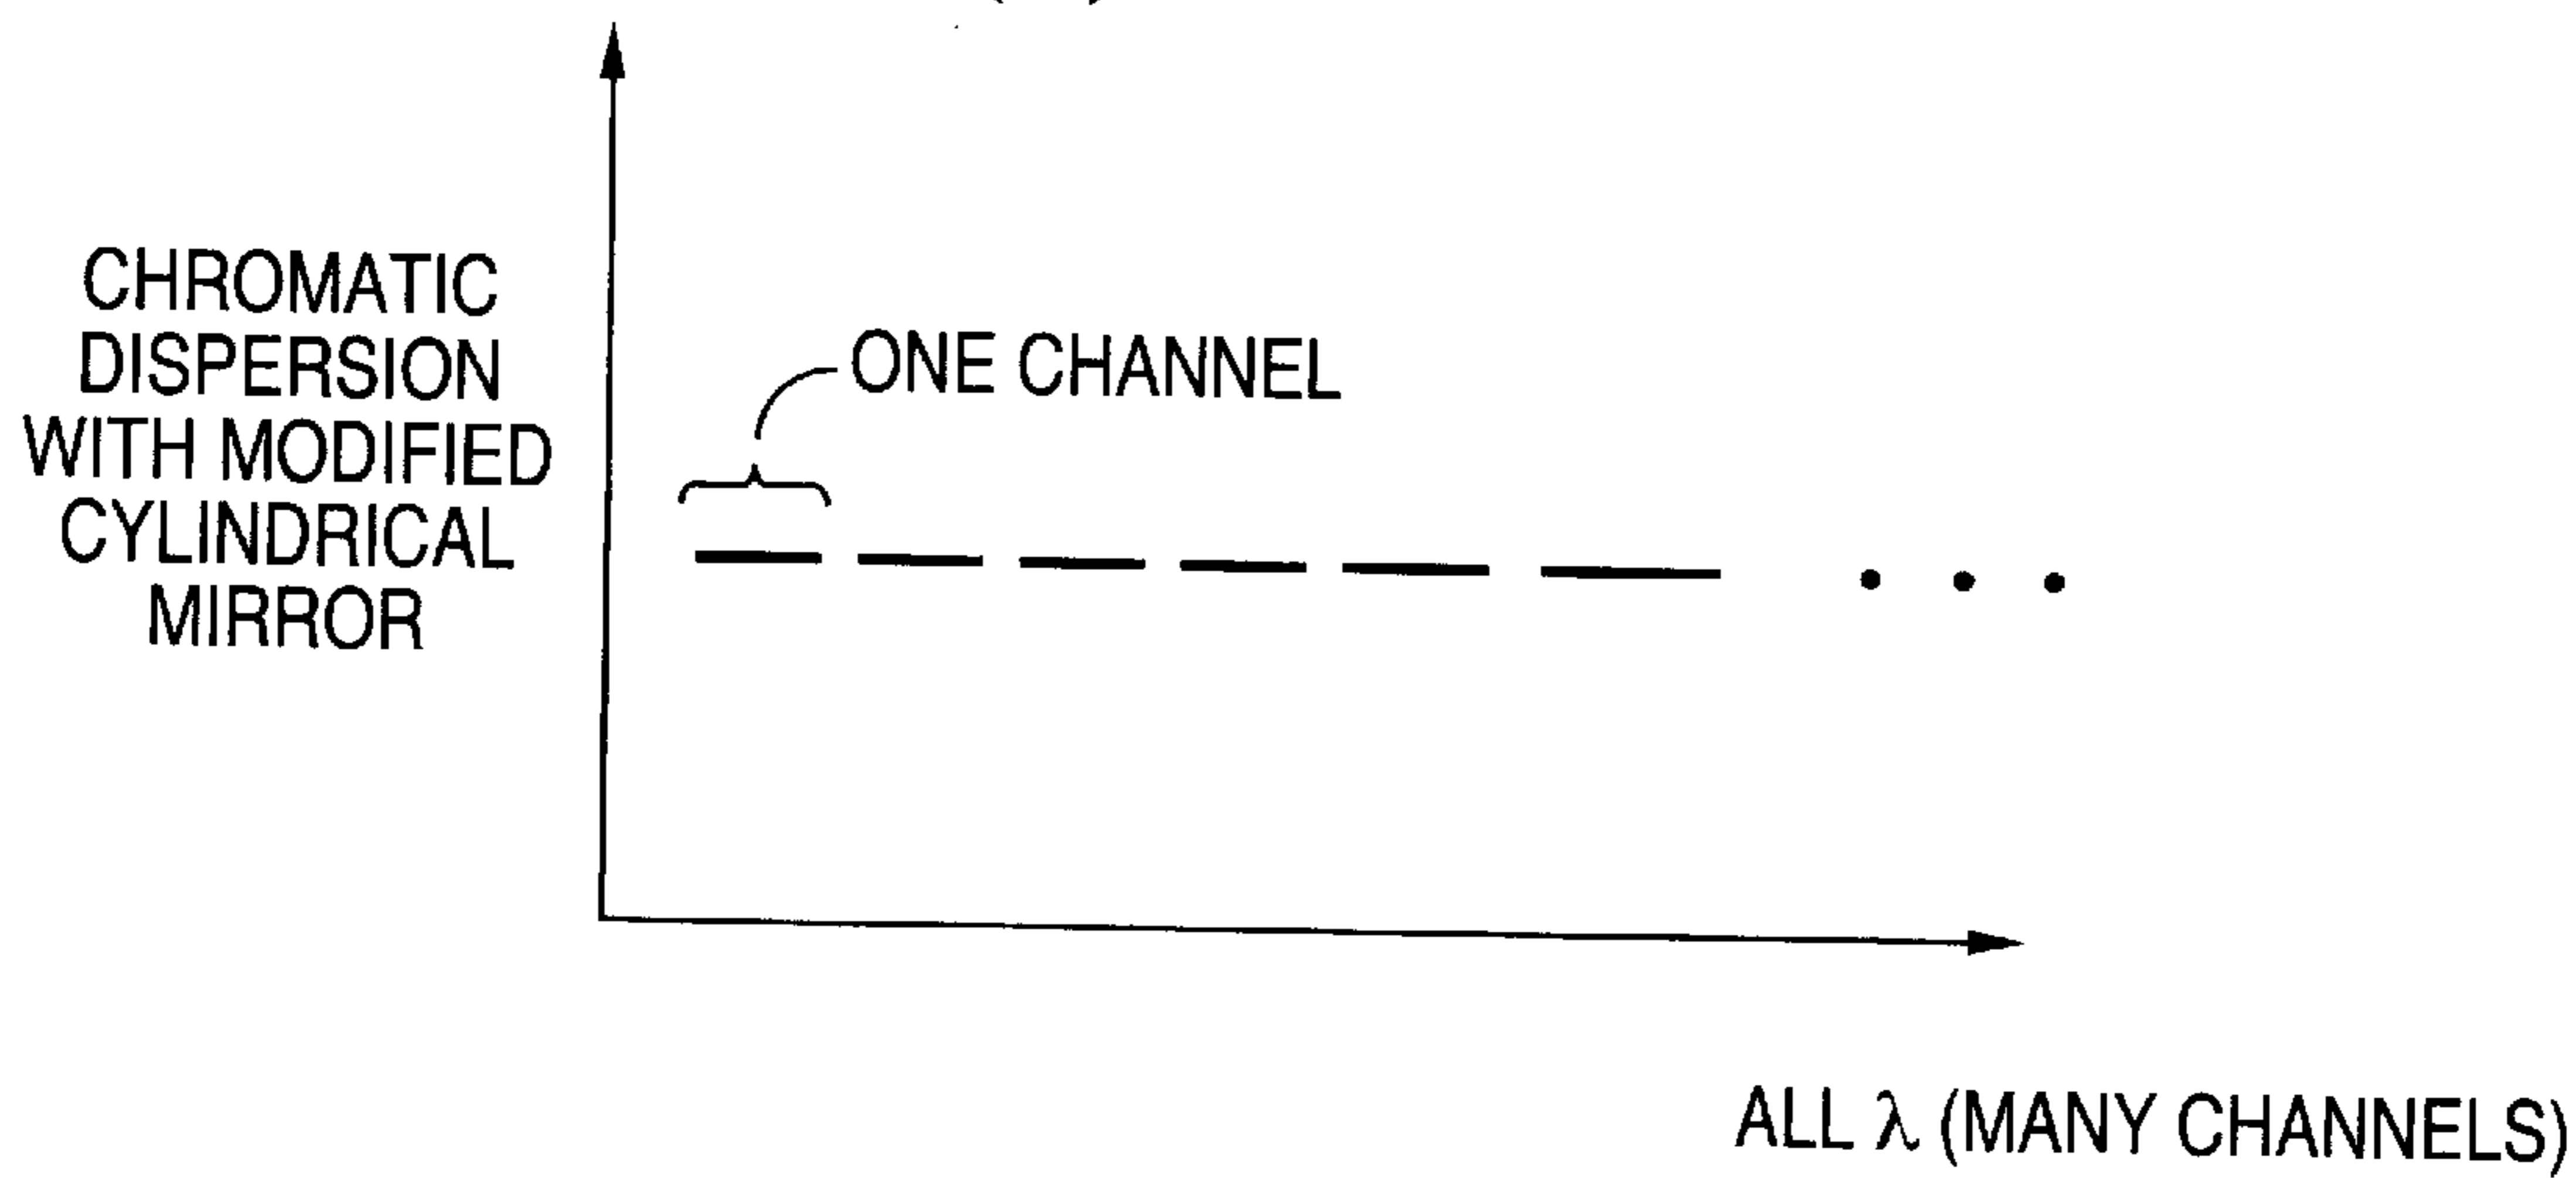 CHROMATIC
DISPERSION
WITH MODIFIED
CYLINDRICAL
MIRROR
ONE CHANNEL
ALL λ (MANY CHANNELS)